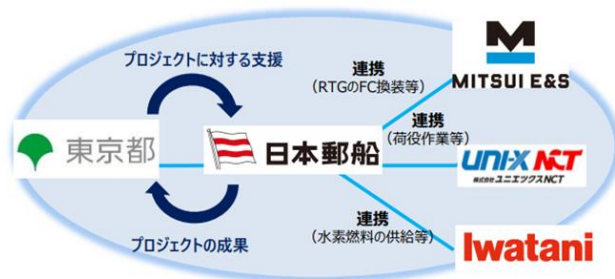 プロジェクトに対する支援
連携
(RTGのFC換装等)
MITSUI E&S
東京都
日本郵船
連携
(荷役作業等)
UNI-X NCT
株式会社ユニエックスNCT
プロジェクトの成果
連携
(水素燃料の供給等)
Iwatani